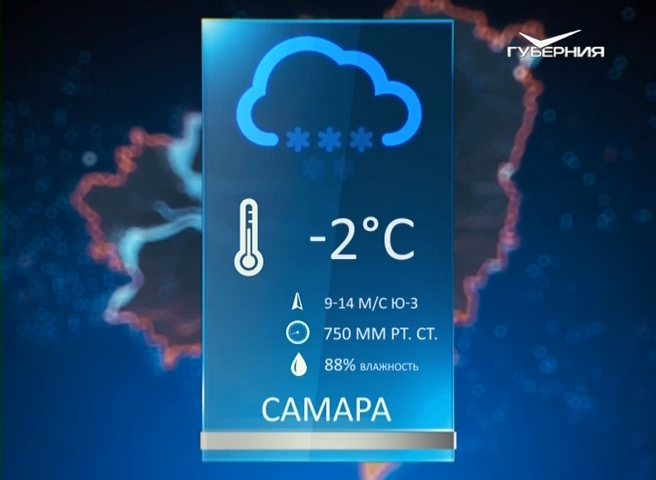 ГУБЕРНИЯ
-2°C
9-14 М/С Ю-З
750 ММ РТ. СТ.
88% ВЛАЖНОСТЬ
САМАРА